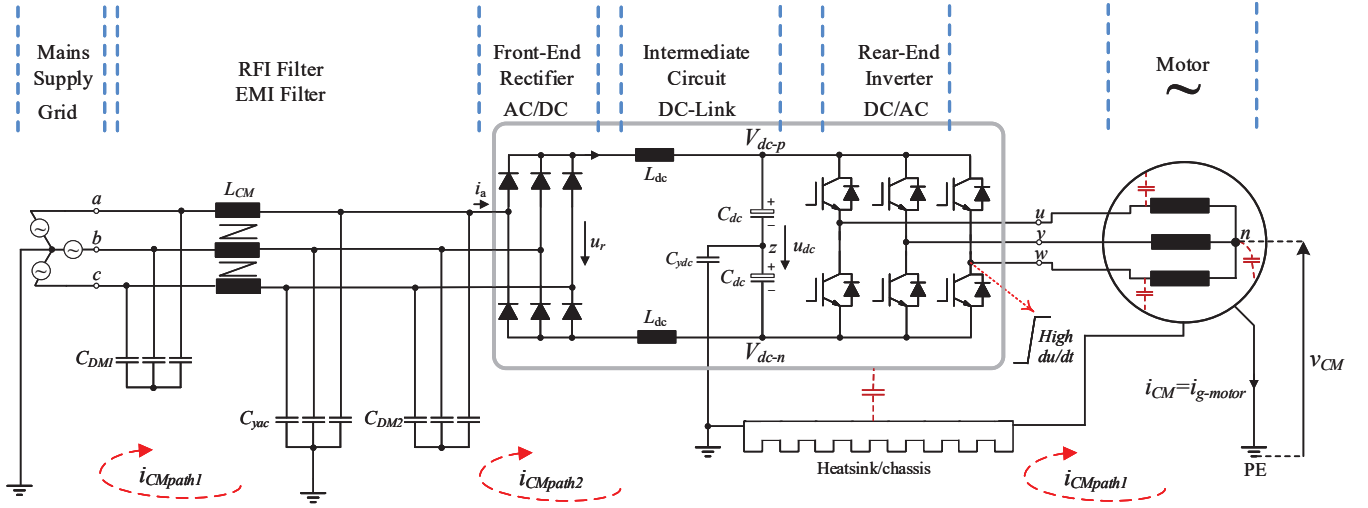 Mains
Supply
Grid
RFI Filter
EMI Filter
Front-End
Rectifier
AC/DC
Intermediate
Circuit
DC-Link
Rear-End
Inverter
DC/AC
Motor
~
V_dc-p
L_dc
a
L_CM
i_a
b
c
u_r
C_dc
+
−
C_ydc
z
u_dc
C_dc
+
−
u
v
w
n
L_dc
V_dc-n
High
du/dt
C_DM1
C_yac
C_DM2
i_CM=i_g-motor
v_CM
PE
Heatsink/chassis
i_CMpath1
i_CMpath2
i_CMpath1